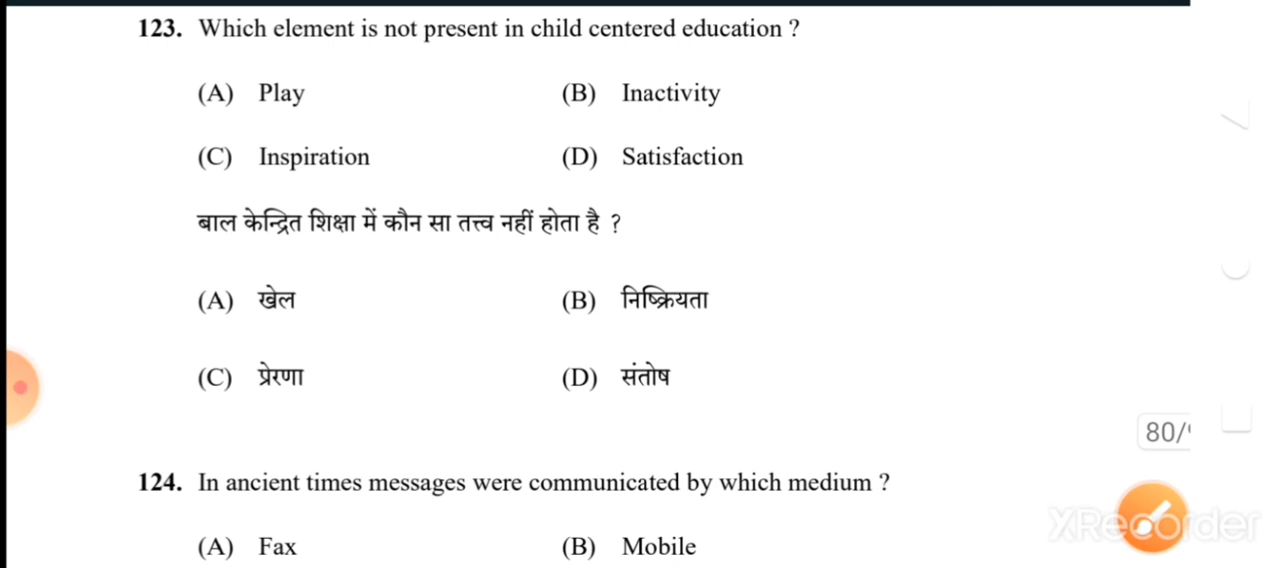 123. Which element is not present in child centered education ?
(A) Play (B) Inactivity
(C) Inspiration (D) Satisfaction
बाल केन्द्रित शिक्षा में कौन सा तत्त्व नहीं होता है ?
(A) खेल (B) निष्क्रियता
(C) प्रेरणा (D) संतोष
80/
124. In ancient times messages were communicated by which medium ?
(A) Fax (B) Mobile
XRecorder